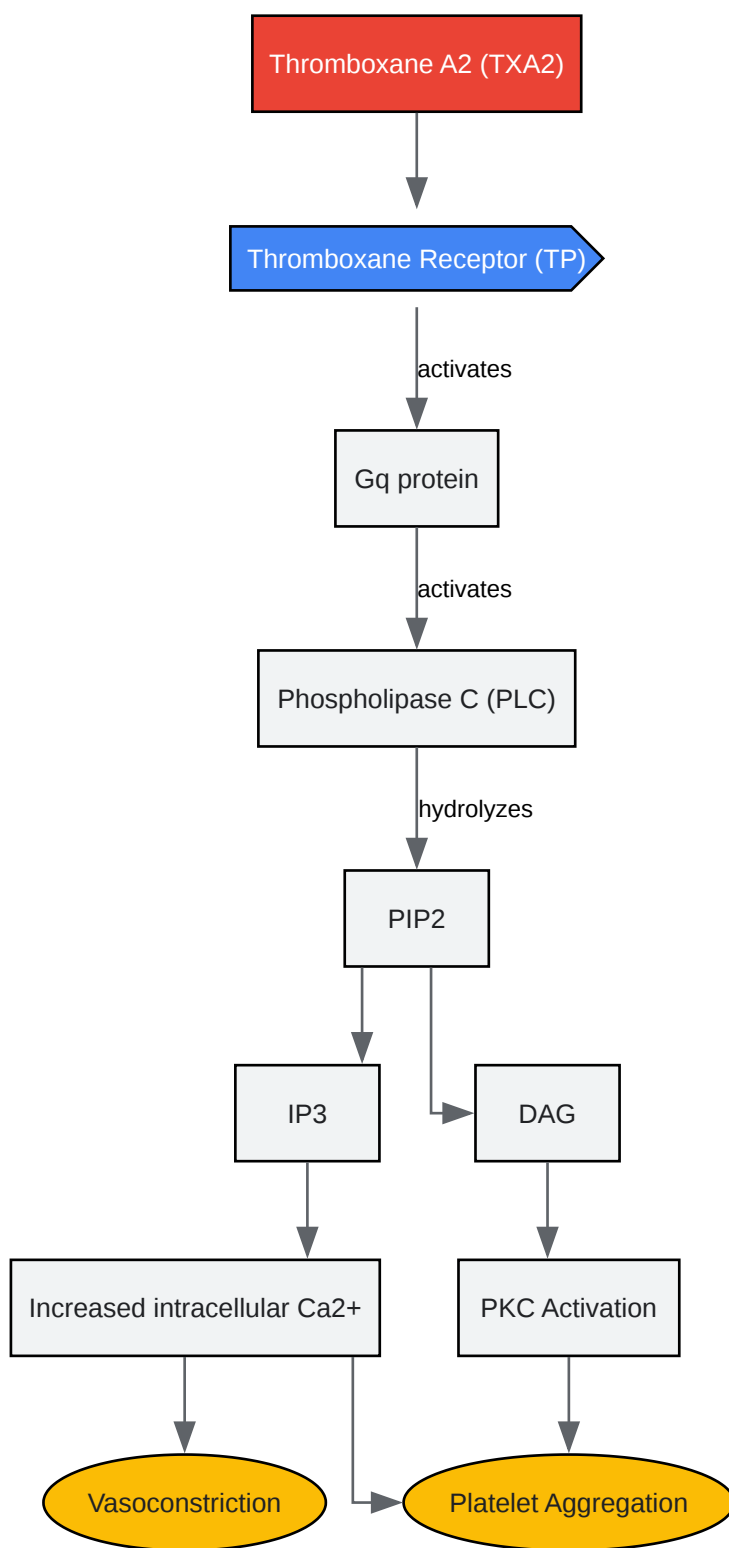 Thromboxane A2 (TXA2)
Thromboxane Receptor (TP)
activates
Gq protein
activates
Phospholipase C (PLC)
hydrolyzes
PIP2
IP3
DAG
Increased intracellular Ca2+
PKC Activation
Vasoconstriction
Platelet Aggregation